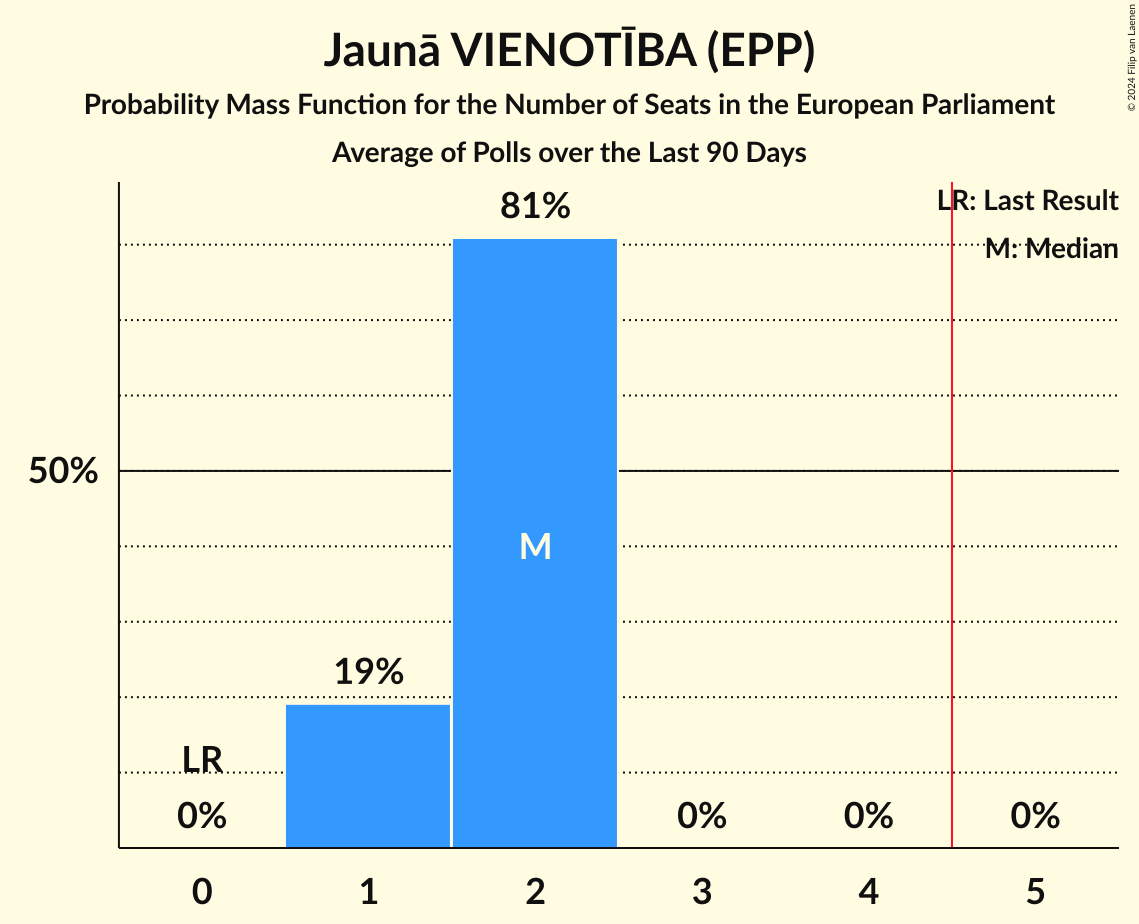 Jaunā VIENOTĪBA (EPP)
Probability Mass Function for the Number of Seats in the European Parliament
Average of Polls over the Last 90 Days
© 2024 Filip van Laenen
LR: Last Result
M: Median
81%
50%
M
19%
LR
0%
0%
0%
0%
0
1
2
3
4
5